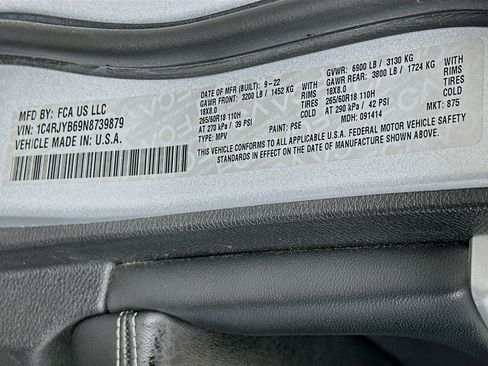 MFD BY: FCA US LLC
VIN: 1C4RJYB69N8739879
VEHICLE MADE IN: U.S.A.
DATE OF MFR (BUILT): 9-22
GAWR FRONT: 3200 LB / 1452 KG WITH
18X8.0 RIMS
265/60R18 110H TIRES
AT 270 kPa / 39 PSI COLD
TYPE: MPV PAINT: PSE
GVWR: 6900 LB / 3130 KG
GAWR REAR: 3800 LB / 1724 KG WITH
18X8.0 RIMS
265/60R18 110H TIRES
AT 290 kPa / 42 PSI COLD
MDH: 091414 MKT: 875
THIS VEHICLE CONFORMS TO ALL APPLICABLE U.S.A. FEDERAL MOTOR VEHICLE
SAFETY STANDARDS IN EFFECT ON THE DATE OF MANUFACTURE SHOWN ABOVE.